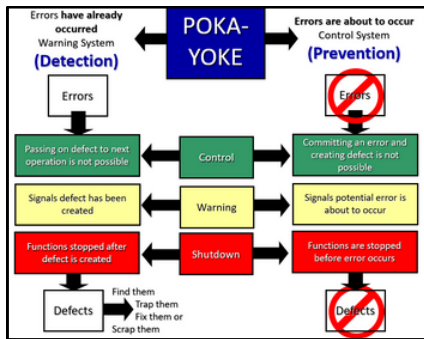 Errors have already
occurred
Warning System
(Detection)
POKA-
YOKE
Errors are about to occur
Control System
(Prevention)
Errors
Errors
Passing on defect to next
operation is not possible
Control
Committing an error and
creating defect is not
possible
Signals defect has been
created
Warning
Signals potential error is
about to occur
Functions stopped after
defect is created
Shutdown
Functions are stopped
before error occurs
Defects
Find them
Trap them
Fix them or
Scrap them
Defects